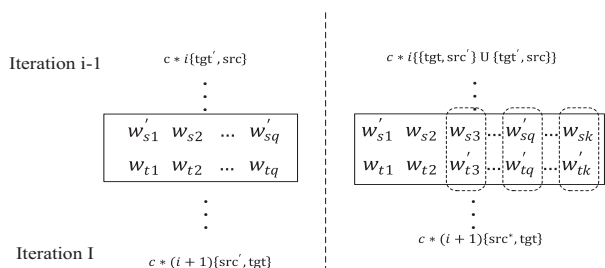 Iteration i-1
c * i{tgt′, src}
w′s1 ws2 ... w′sq
wt1 wt2 ... wtq
Iteration I
c * (i + 1){src′, tgt}
c * i{{tgt, src′} U {tgt′, src}}
w′s1 ws2 ws3 ... w′sq ... wsk
wt1 wt2 w′t3 ... w′tq ... w′tk
c * (i + 1){src*, tgt}